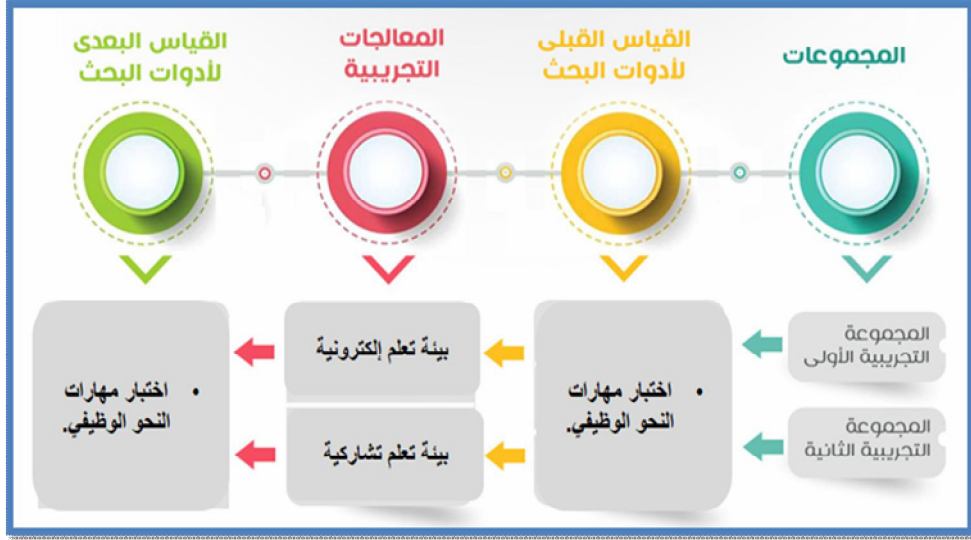 المجموعات
القياس القبلى
لأدوات البحث
المعالجات
التجريبية
القياس البعدى
لأدوات البحث
المجموعة
التجريبية الأولى
المجموعة
التجريبية الثانية
• اختبار مهارات
النحو الوظيفي.
بيئة تعلم إلكترونية
بيئة تعلم تشاركية
• اختبار مهارات
النحو الوظيفي.